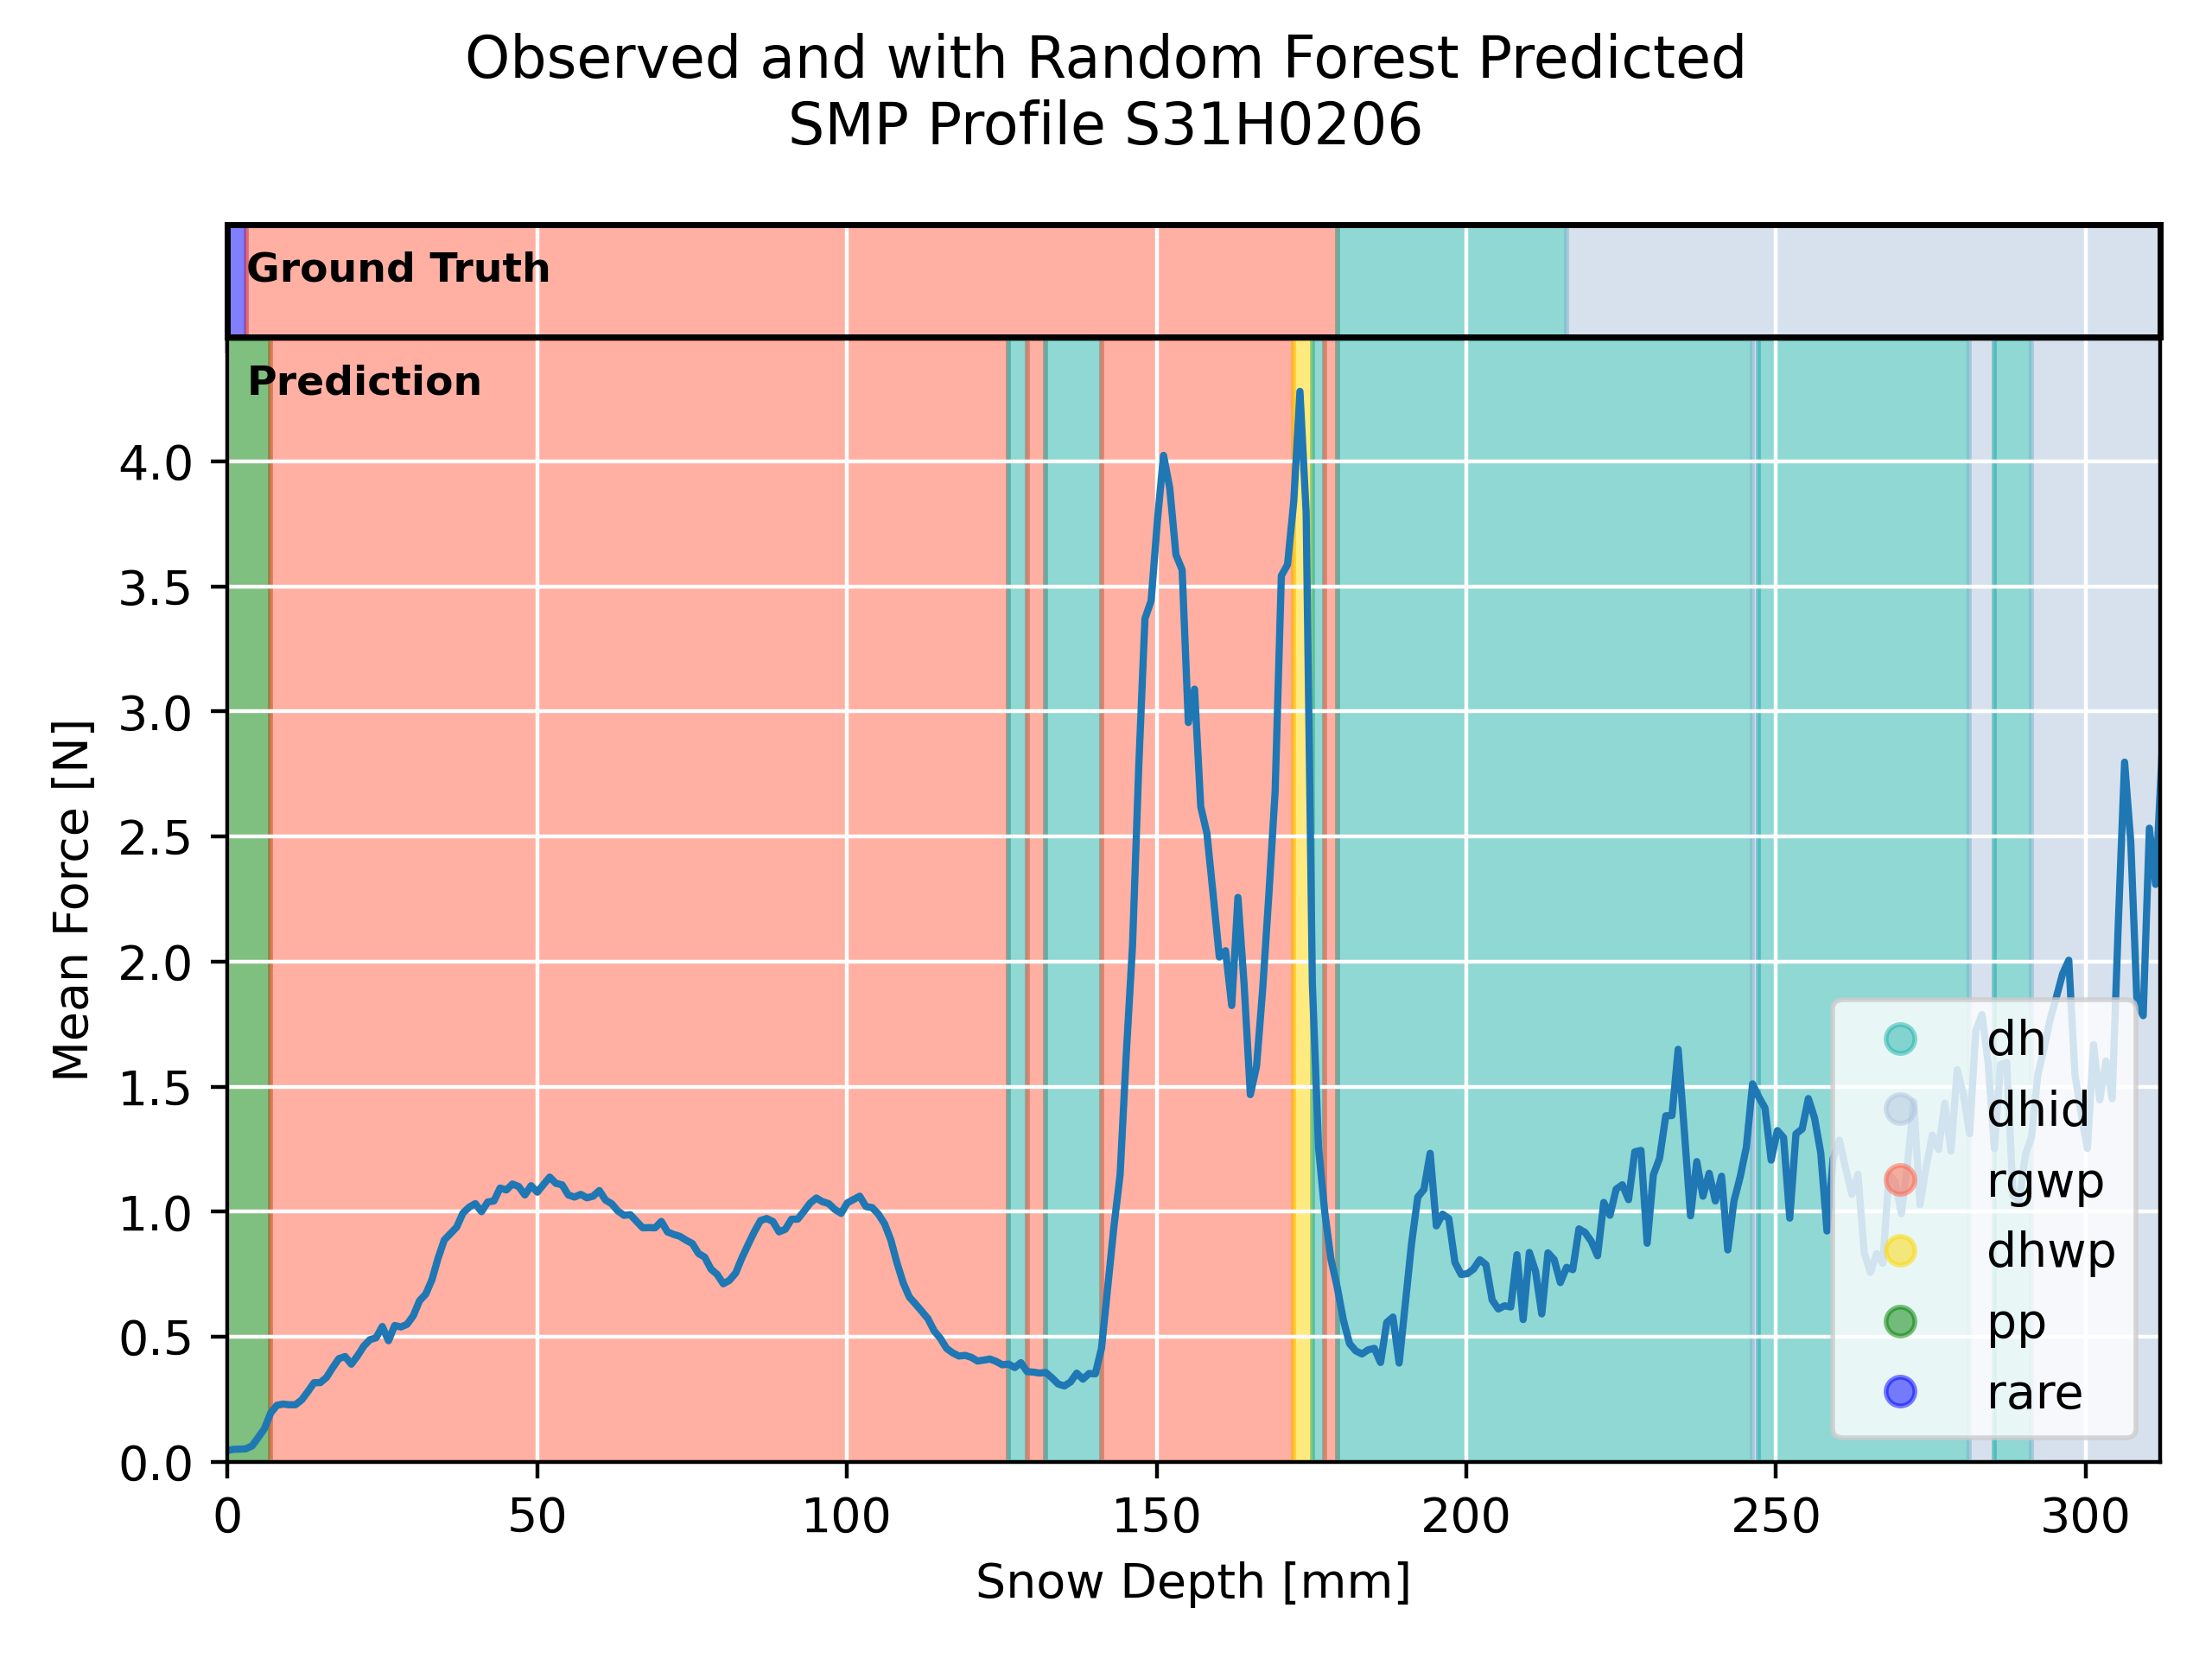 Observed and with Random Forest Predicted
SMP Profile S31H0206
Ground Truth
Prediction
Mean Force [N]
4.0
3.5
3.0
2.5
2.0
1.5
1.0
0.5
0.0
dh
dhid
rgwp
dhwp
pp
rare
0 50 100 150 200 250 300
Snow Depth [mm]